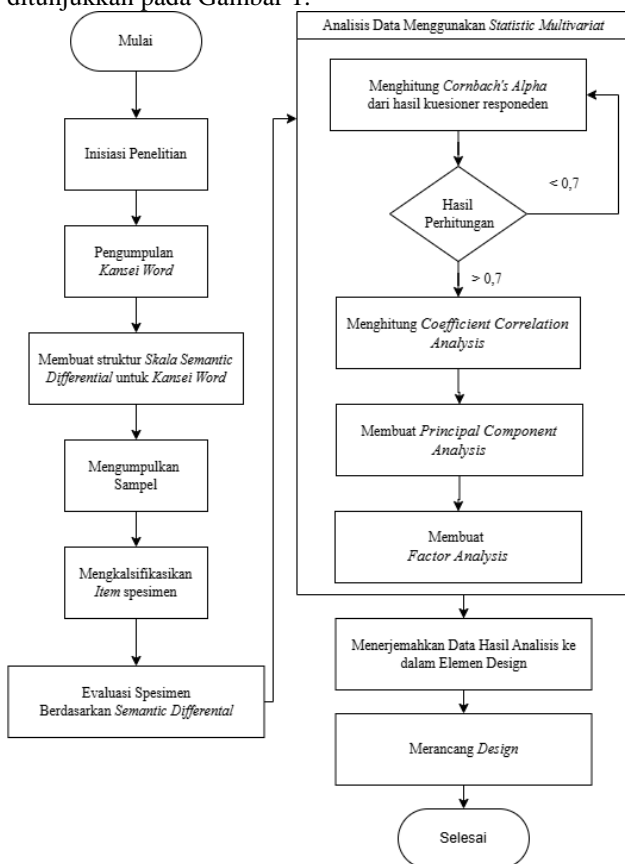 ditunjukkan pada Gambar 1.
Mulai
Inisiasi Penelitian
Pengumpulan
Kansei Word
Membuat struktur Skala Semantic
Differential untuk Kansei Word
Mengumpulkan
Sampel
Mengkalsifikasikan
Item spesimen
Evaluasi Spesimen
Berdasarkan Semantic Differental
Analisis Data Menggunakan Statistic Multivariat
Menghitung Cornbach's Alpha
dari hasil kuesioner responeden
Hasil
Perhitungan
< 0,7
> 0,7
Menghitung Coefficient Correlation
Analysis
Membuat Principal Component
Analysis
Membuat
Factor Analysis
Menerjemahkan Data Hasil Analisis ke
dalam Elemen Design
Merancang Design
Selesai